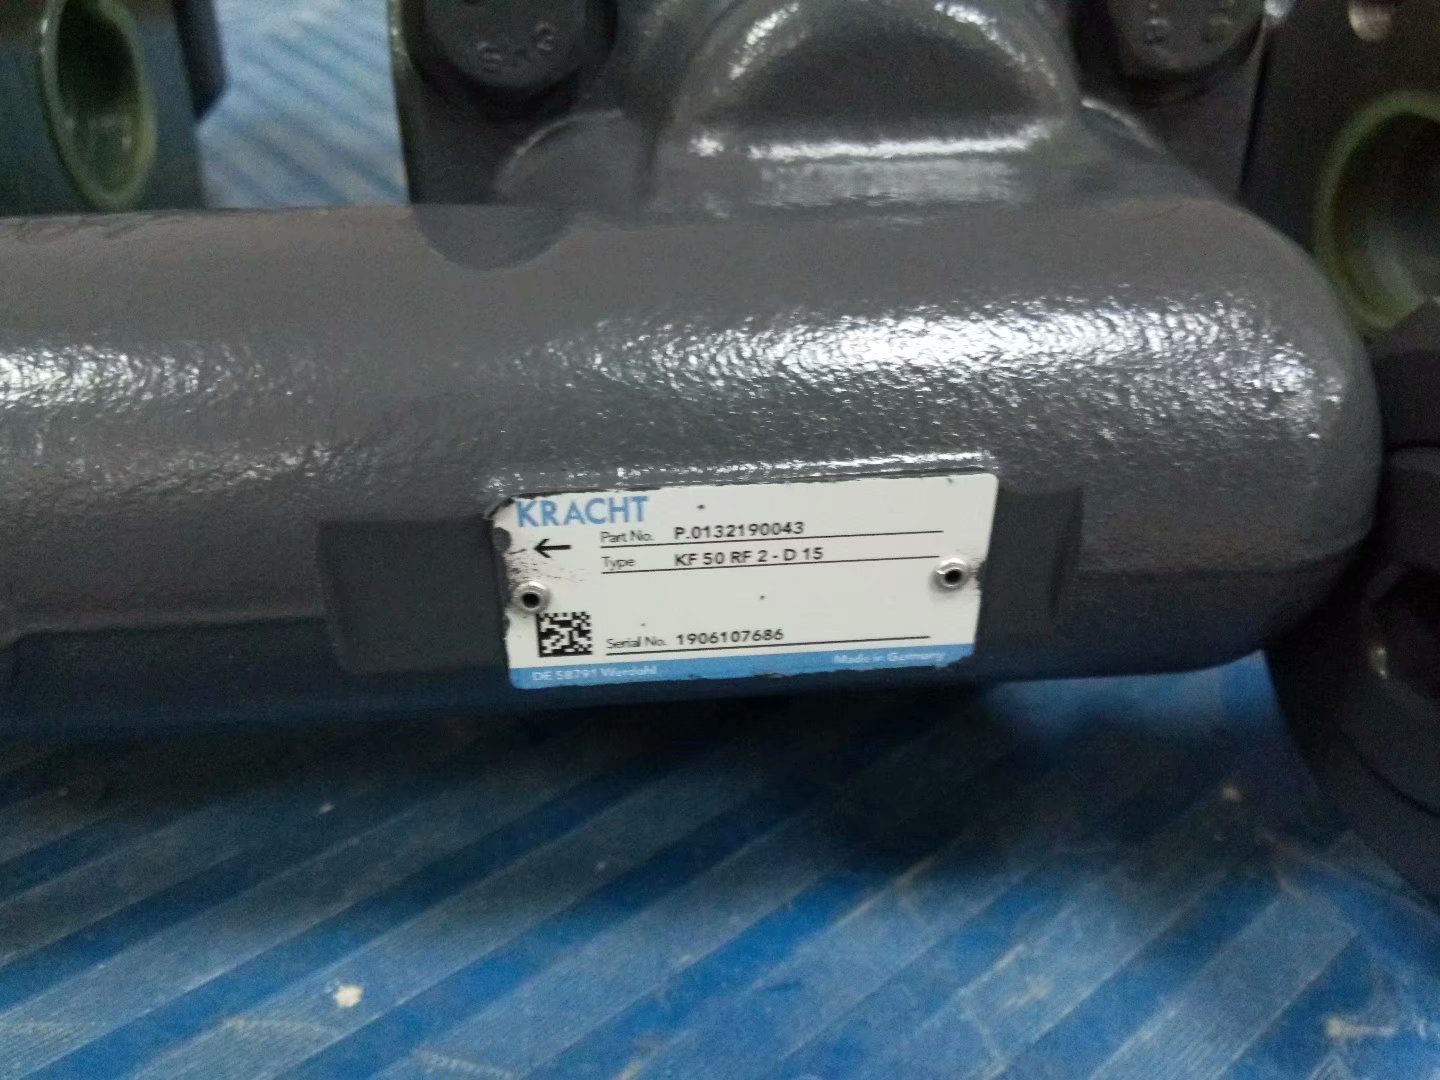 KRACHT
Part No. P.0132190043
Type KF 50 RF 2 - D 15
Serial No. 1906107686
DE 58791 Werdohl
Made in Germany